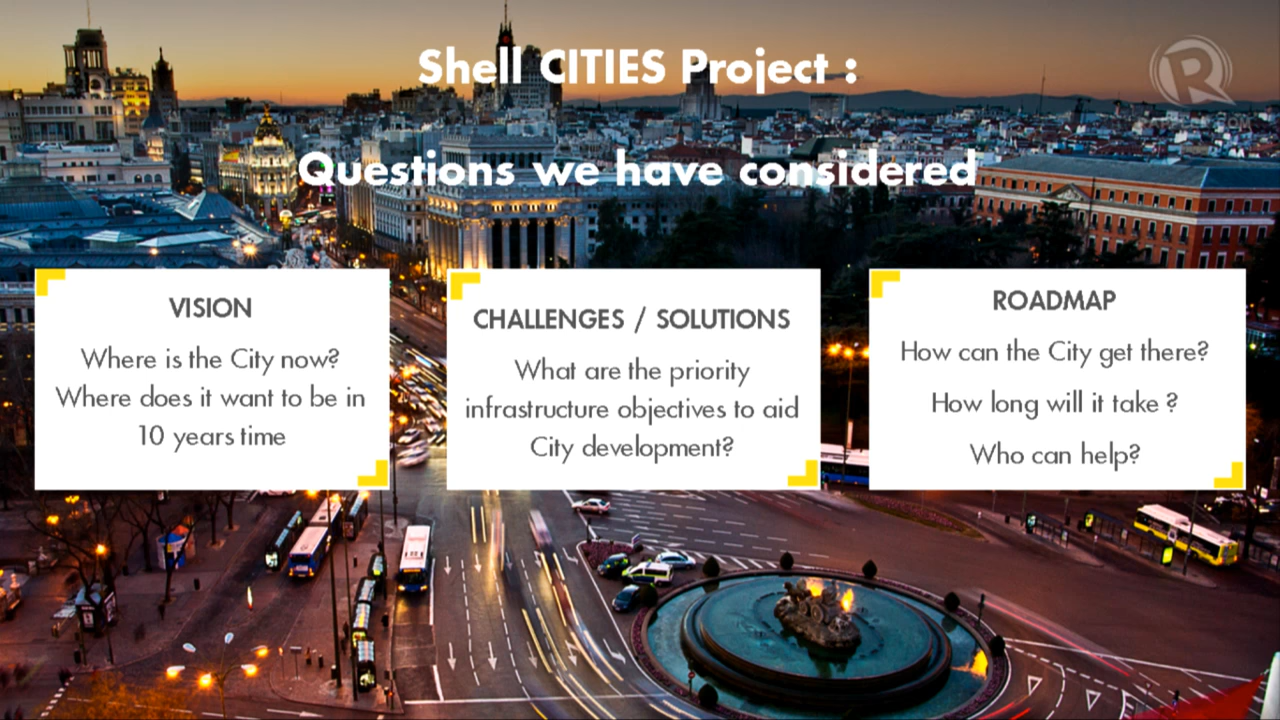 Shell CITIES Project :
Questions we have considered
VISION
Where is the City now?
Where does it want to be in
10 years time
CHALLENGES / SOLUTIONS
What are the priority
infrastructure objectives to aid
City development?
ROADMAP
How can the City get there?
How long will it take ?
Who can help?
R